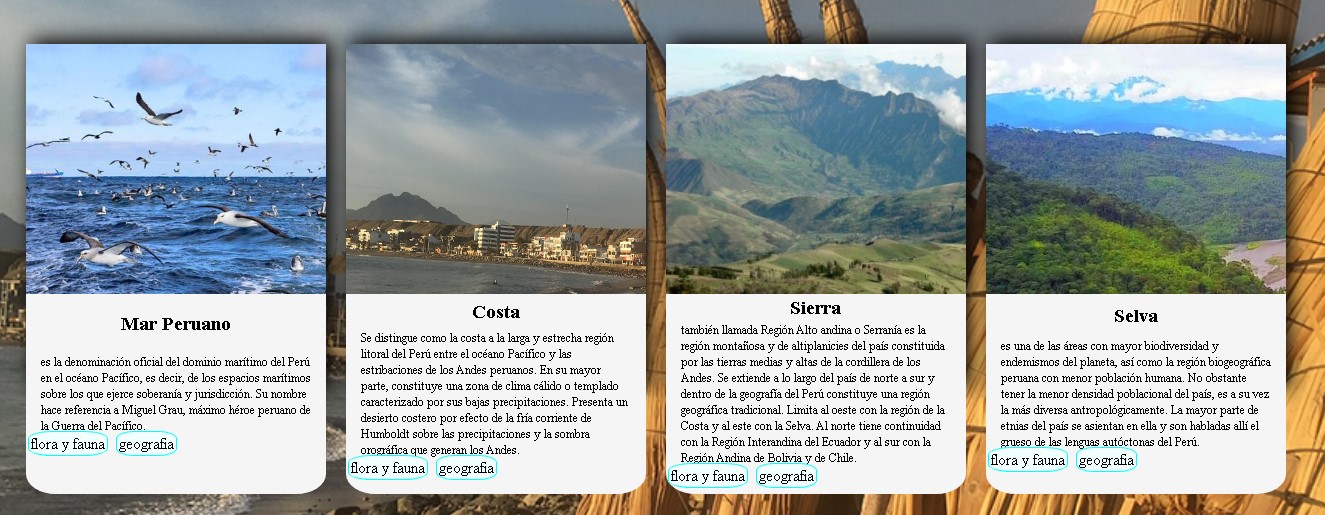 Mar Peruano
es la denominación oficial del dominio marítimo del Perú
en el océano Pacífico, es decir, de los espacios marítimos
sobre los que ejerce soberanía y jurisdicción. Su nombre
hace referencia a Miguel Grau, máximo héroe peruano de
la Guerra del Pacífico.
flora y fauna geografia
Costa
Se distingue como la costa a la larga y estrecha región
litoral del Perú entre el océano Pacífico y las
estribaciones de los Andes peruanos. En su mayor
parte, constituye una zona de clima cálido o templado
caracterizado por sus bajas precipitaciones. Presenta un
desierto costero por efecto de la fría corriente de
Humboldt sobre las precipitaciones y la sombra
orográfica que generan los Andes.
flora y fauna geografia
Sierra
también llamada Región Alto andina o Serranía es la
región montañosa y de altiplanicies del país constituida
por las tierras medias y altas de la cordillera de los
Andes. Se extiende a lo largo del país de norte a sur y
dentro de la geografía del Perú constituye una región
geográfica tradicional. Limita al oeste con la región de la
Costa y al este con la Selva. Al norte tiene continuidad
con la Región Interandina del Ecuador y al sur con la
Región Andina de Bolivia y de Chile.
flora y fauna geografia
Selva
es una de las áreas con mayor biodiversidad y
endemismos del planeta, así como la región biogeográfica
peruana con menor población humana. No obstante
tener la menor densidad poblacional del país, es a su vez
la más diversa antropológicamente. La mayor parte de
etnias del país se asientan en ella y son habladas allí el
grueso de las lenguas autóctonas del Perú.
flora y fauna geografia